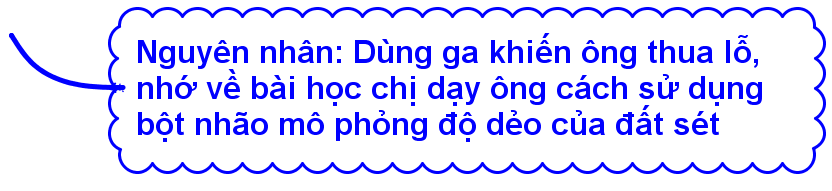 Nguyên nhân: Dùng ga khiến ông thua lỗ,
nhớ về bài học chị dạy ông cách sử dụng
bột nhão mô phỏng độ dẻo của đất sét